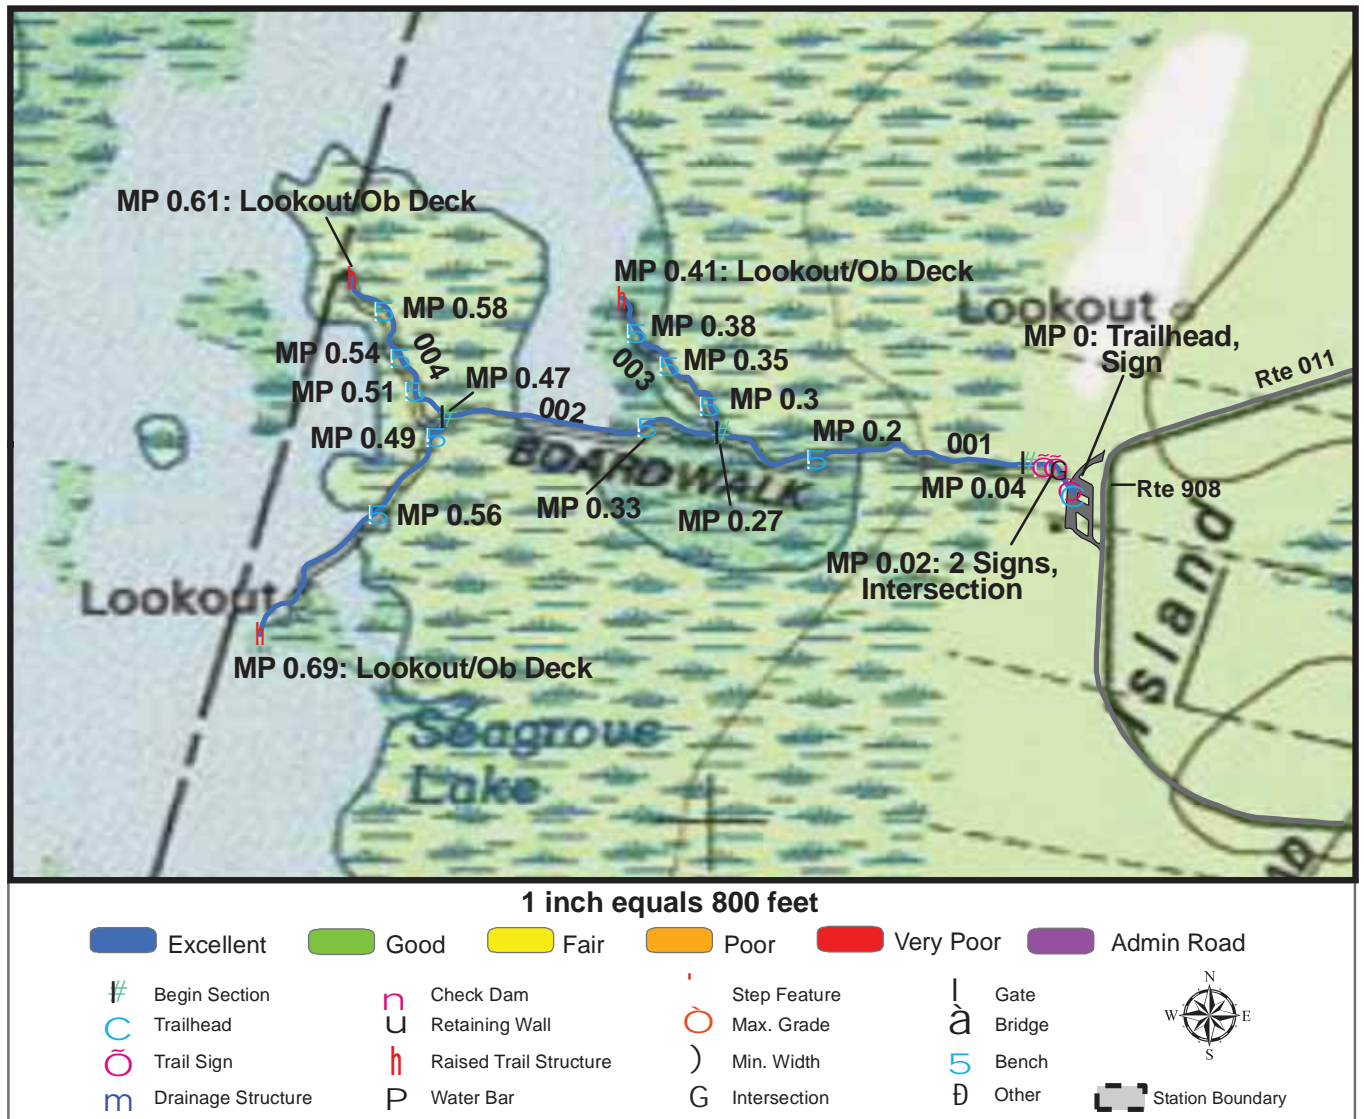 MP 0.61: Lookout/Ob Deck
MP 0.41: Lookout/Ob Deck
Lookout
MP 0: Trailhead,
Sign
MP 0.58
MP 0.38
MP 0.54
004
003
MP 0.35
Rte 011
MP 0.51
MP 0.47
MP 0.3
002
MP 0.49
MP 0.2
001
BOARDWALK
MP 0.04
Rte 908
MP 0.56
MP 0.33
MP 0.27
MP 0.02: 2 Signs,
Intersection
Island
Lookout
MP 0.69: Lookout/Ob Deck
Seagrove
Lake
1 inch equals 800 feet
Excellent
Good
Fair
Poor
Very Poor
Admin Road
# Begin Section
n Check Dam
' Step Feature
Gate
N
C Trailhead
u Retaining Wall
Ò Max. Grade
à Bridge
W E
Õ Trail Sign
h Raised Trail Structure
) Min. Width
5 Bench
S
m Drainage Structure
P Water Bar
G Intersection
Ð Other
Station Boundary